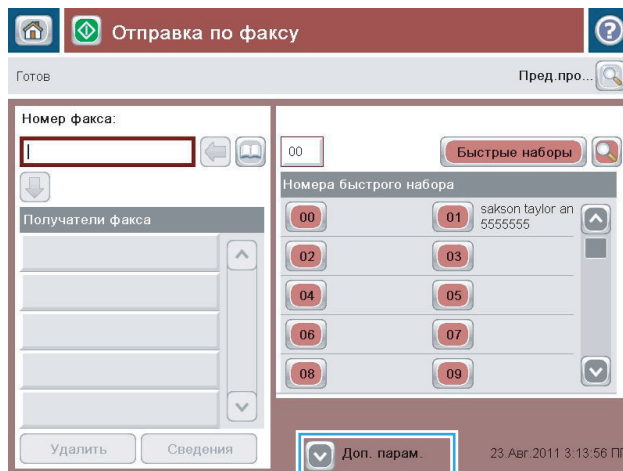 Отправка по факсу
?
Готов
Пред.про...
Номер факса:
00
Быстрые наборы
Номера быстрого набора
Получатели факса
00
01 sakson taylor an
5555555
02 03
04 05
06 07
08 09
Удалить Сведения
Доп. парам.
23.Авг.2011 3:13:56 ПП